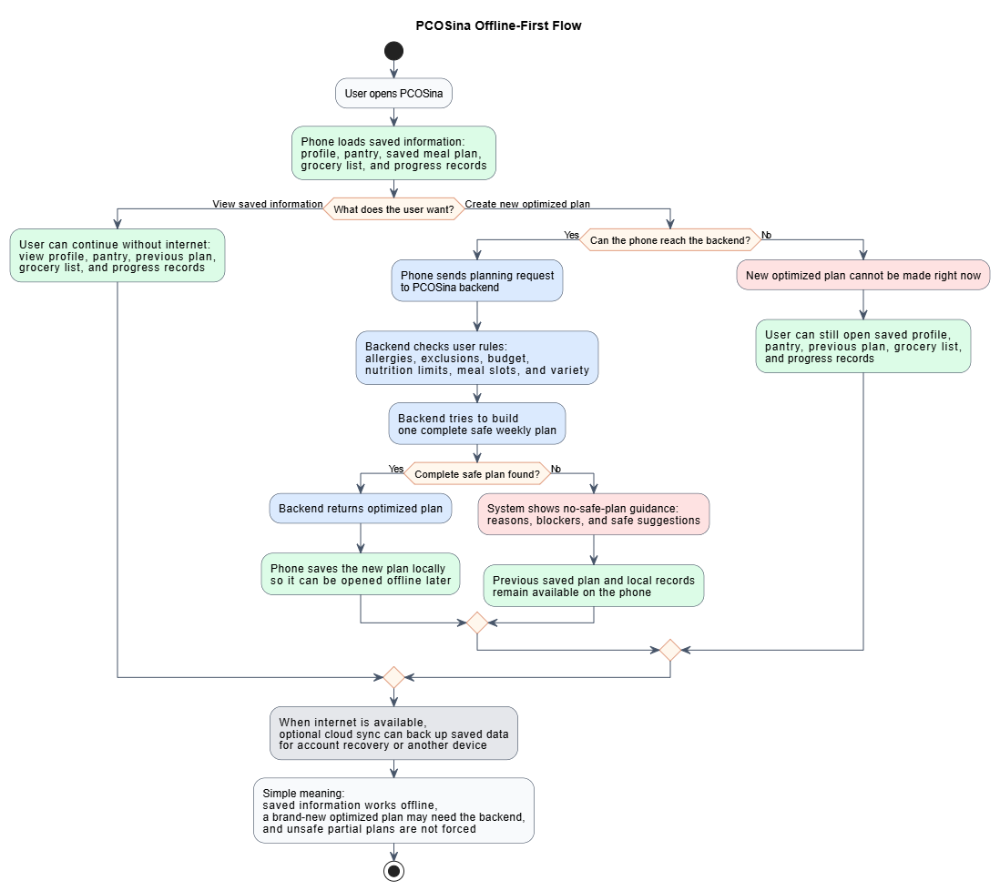 PCOSina Offline-First Flow
User opens PCOSina
Phone loads saved information:
profile, pantry, saved meal plan,
grocery list, and progress records
View saved information
What does the user want?
Create new optimized plan
User can continue without internet:
view profile, pantry, previous plan,
grocery list, and progress records
Yes
Can the phone reach the backend?
No
Phone sends planning request
to PCOSina backend
New optimized plan cannot be made right now
Backend checks user rules:
allergies, exclusions, budget,
nutrition limits, meal slots, and variety
User can still open saved profile,
pantry, previous plan, grocery list,
and progress records
Backend tries to build
one complete safe weekly plan
Yes
Complete safe plan found?
No
Backend returns optimized plan
System shows no-safe-plan guidance:
reasons, blockers, and safe suggestions
Phone saves the new plan locally
so it can be opened offline later
Previous saved plan and local records
remain available on the phone
When internet is available,
optional cloud sync can back up saved data
for account recovery or another device
Simple meaning:
saved information works offline,
a brand-new optimized plan may need the backend,
and unsafe partial plans are not forced